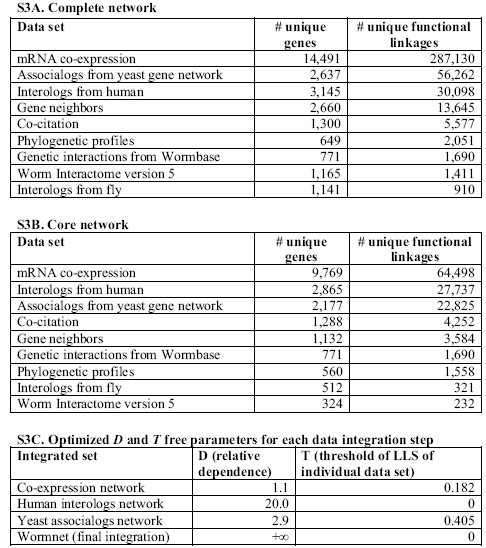 S3A. Complete network
Data set # unique genes # unique functional linkages
mRNA co-expression 14,491 287,130
Associalogs from yeast gene network 2,637 56,262
Interologs from human 3,145 30,098
Gene neighbors 2,660 13,645
Co-citation 1,300 5,577
Phylogenetic profiles 649 2,051
Genetic interactions from Wormbase 771 1,690
Worm Interactome version 5 1,165 1,411
Interologs from fly 1,141 910
S3B. Core network
Data set # unique genes # unique functional linkages
mRNA co-expression 9,769 64,498
Interologs from human 2,865 27,737
Associalogs from yeast gene network 2,177 22,825
Co-citation 1,288 4,252
Gene neighbors 1,132 3,584
Genetic interactions from Wormbase 771 1,690
Phylogenetic profiles 560 1,558
Interologs from fly 512 321
Worm Interactome version 5 324 232
S3C. Optimized D and T free parameters for each data integration step
Integrated set D (relative dependence) T (threshold of LLS of individual data set)
Co-expression network 1.1 0.182
Human interologs network 20.0 0
Yeast associalogs network 2.9 0.405
Wormnet (final integration) +∞ 0